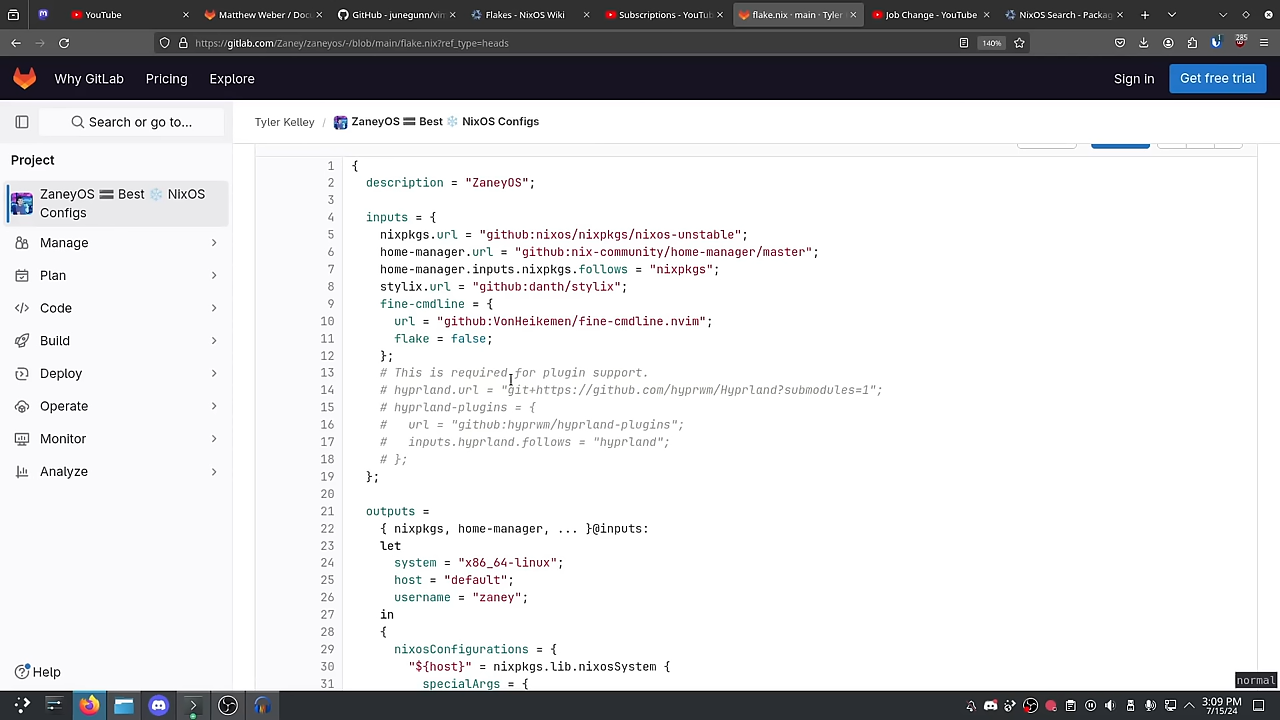 YouTube
Matthew Weber / Docu
GitHub - junegunn/vim
Flakes - NixOS Wiki
Subscriptions - YouTub
flake.nix · main · Tyler
Job Change - YouTube
NixOS Search - Packag
https://gitlab.com/Zaney/zaneyos/-/blob/main/flake.nix?ref_type=heads
140%
285
Why GitLab
Pricing
Explore
Sign in
Get free trial
Search or go to...
Tyler Kelley / ZaneyOS 🟰 Best ❄️ NixOS Configs
Project
ZaneyOS 🟰 Best ❄️ NixOS
Configs
Manage
Plan
Code
Build
Deploy
Operate
Monitor
Analyze
Help
1 {
2   description = "ZaneyOS";
3
4   inputs = {
5     nixpkgs.url = "github:nixos/nixpkgs/nixos-unstable";
6     home-manager.url = "github:nix-community/home-manager/master";
7     home-manager.inputs.nixpkgs.follows = "nixpkgs";
8     stylix.url = "github:danth/stylix";
9     fine-cmdline = {
10       url = "github:VonHeikemen/fine-cmdline.nvim";
11       flake = false;
12     };
13     # This is required for plugin support.
14     # hyprland.url = "git+https://github.com/hyprwm/Hyprland?submodules=1";
15     # hyprland-plugins = {
16     #   url = "github:hyprwm/hyprland-plugins";
17     #   inputs.hyprland.follows = "hyprland";
18     # };
19   };
20
21   outputs =
22     { nixpkgs, home-manager, ... }@inputs:
23     let
24       system = "x86_64-linux";
25       host = "default";
26       username = "zaney";
27     in
28     {
29       nixosConfigurations = {
30         "${host}" = nixpkgs.lib.nixosSystem {
31           specialArgs = {
normal
3:09 PM
7/15/24